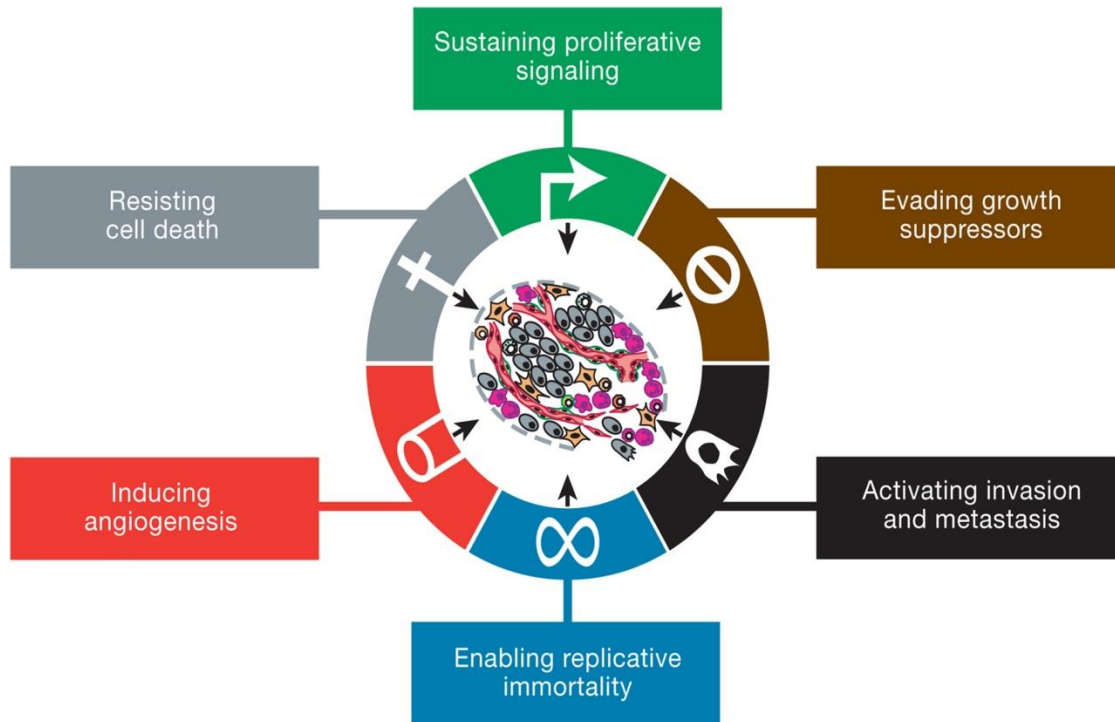 Sustaining proliferative
signaling
Resisting
cell death
Evading growth
suppressors
Inducing
angiogenesis
Activating invasion
and metastasis
Enabling replicative
immortality